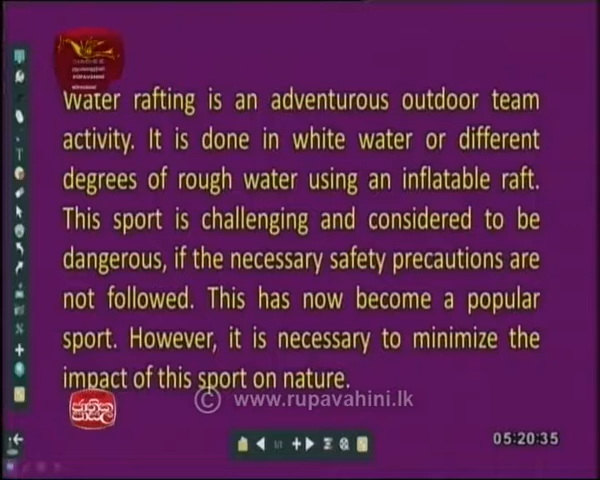 Water rafting is an adventurous outdoor team
activity. It is done in white water or different
degrees of rough water using an inflatable raft.
This sport is challenging and considered to be
dangerous, if the necessary safety precautions are
not followed. This has now become a popular
sport. However, it is necessary to minimize the
impact of this sport on nature.
© www.rupavahini.lk
05:20:35